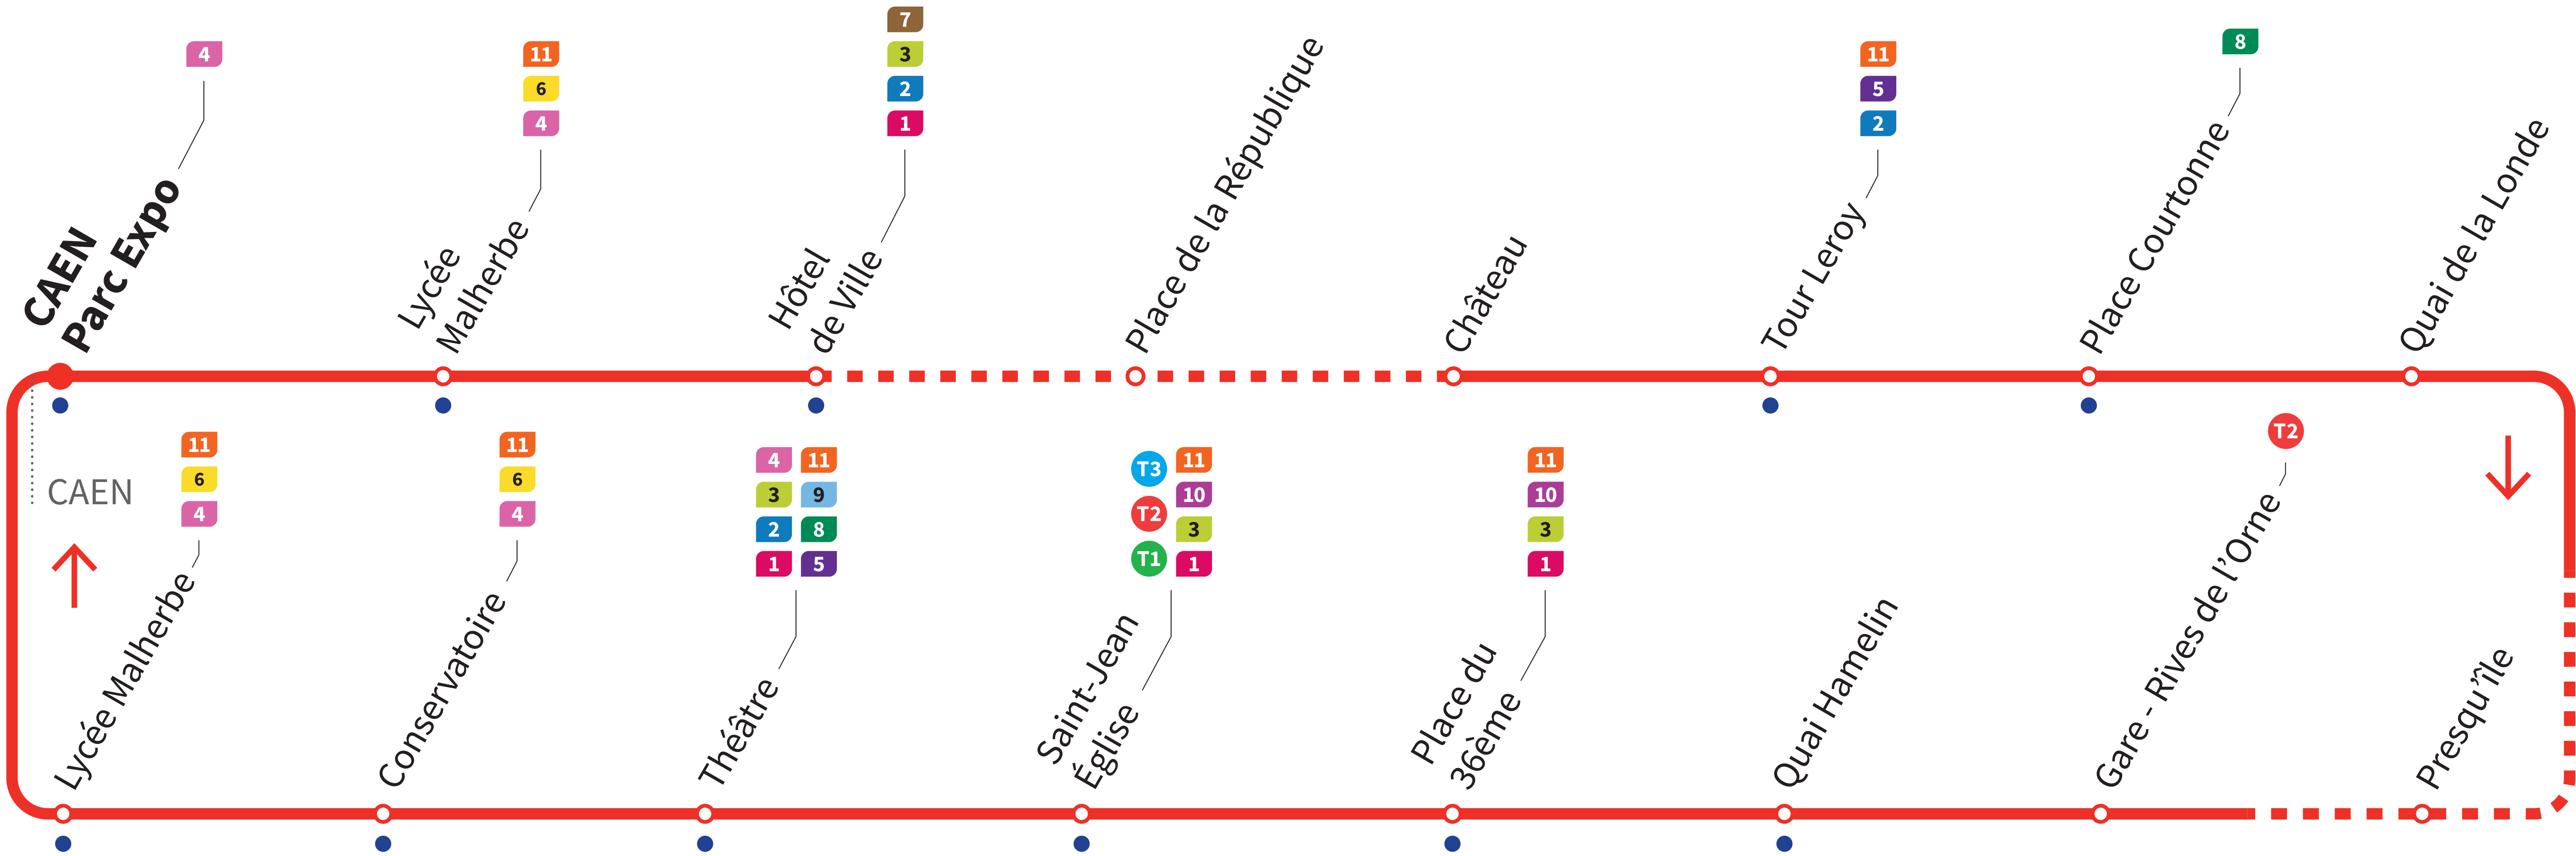 4
CAEN
Parc Expo
11
6
4
Lycée
Malherbe
7
3
2
1
Hôtel
de Ville
Place de la République
Château
11
5
2
Tour Leroy
8
Place Courtonne
Quai de la Londe
CAEN
11
6
4
Lycée Malherbe
11
6
4
Conservatoire
4 11
3 9
2 8
1 5
Théâtre
T3 11
T2 10
T1 3
1
Saint-Jean
Église
11
10
3
1
Place du
36ème
Quai Hamelin
T2
Gare - Rives de l’Orne
Presqu’île